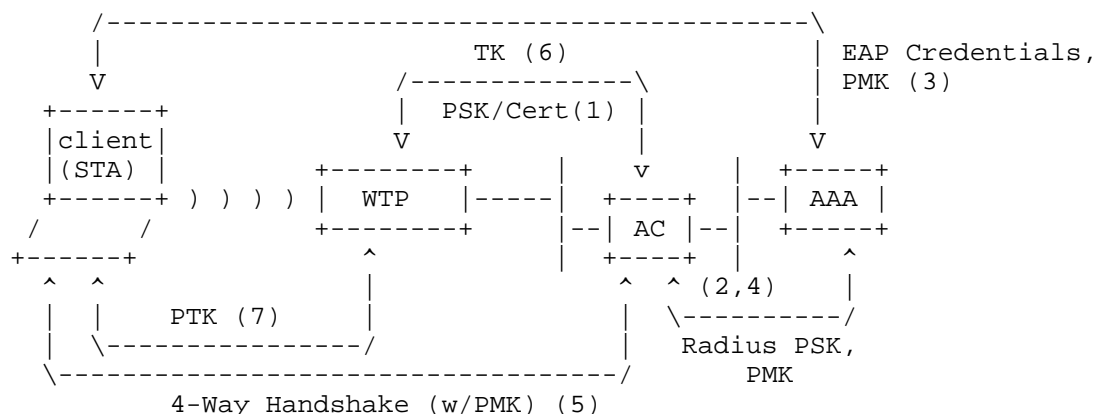 TK (6)
EAP Credentials,
PMK (3)
PSK/Cert(1)
client
(STA)
) ) ) ) WTP AC AAA
(2,4)
PTK (7)
Radius PSK,
PMK
4-Way Handshake (w/PMK) (5)